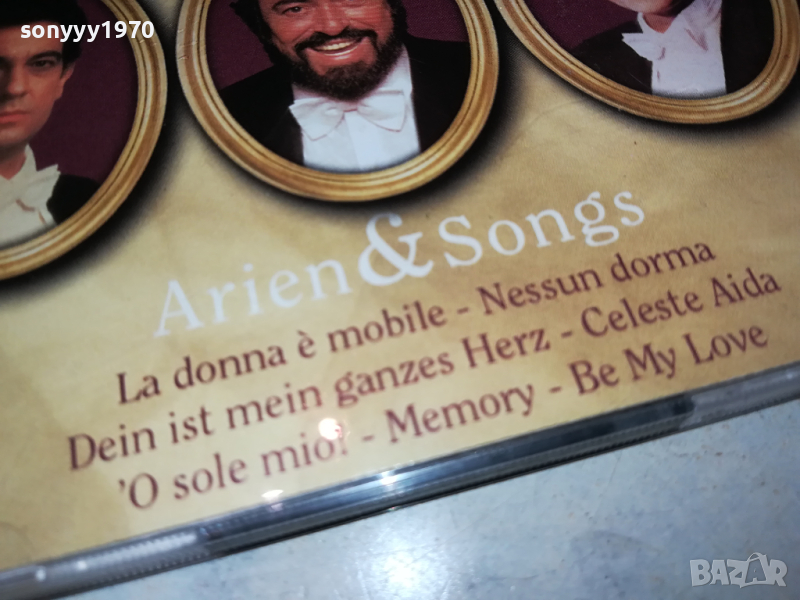 sonyyy1970
Arien & Songs
La donna è mobile - Nessun dorma
Dein ist mein ganzes Herz - Celeste Aida
'O sole mio! - Memory - Be My Love
BAZAR